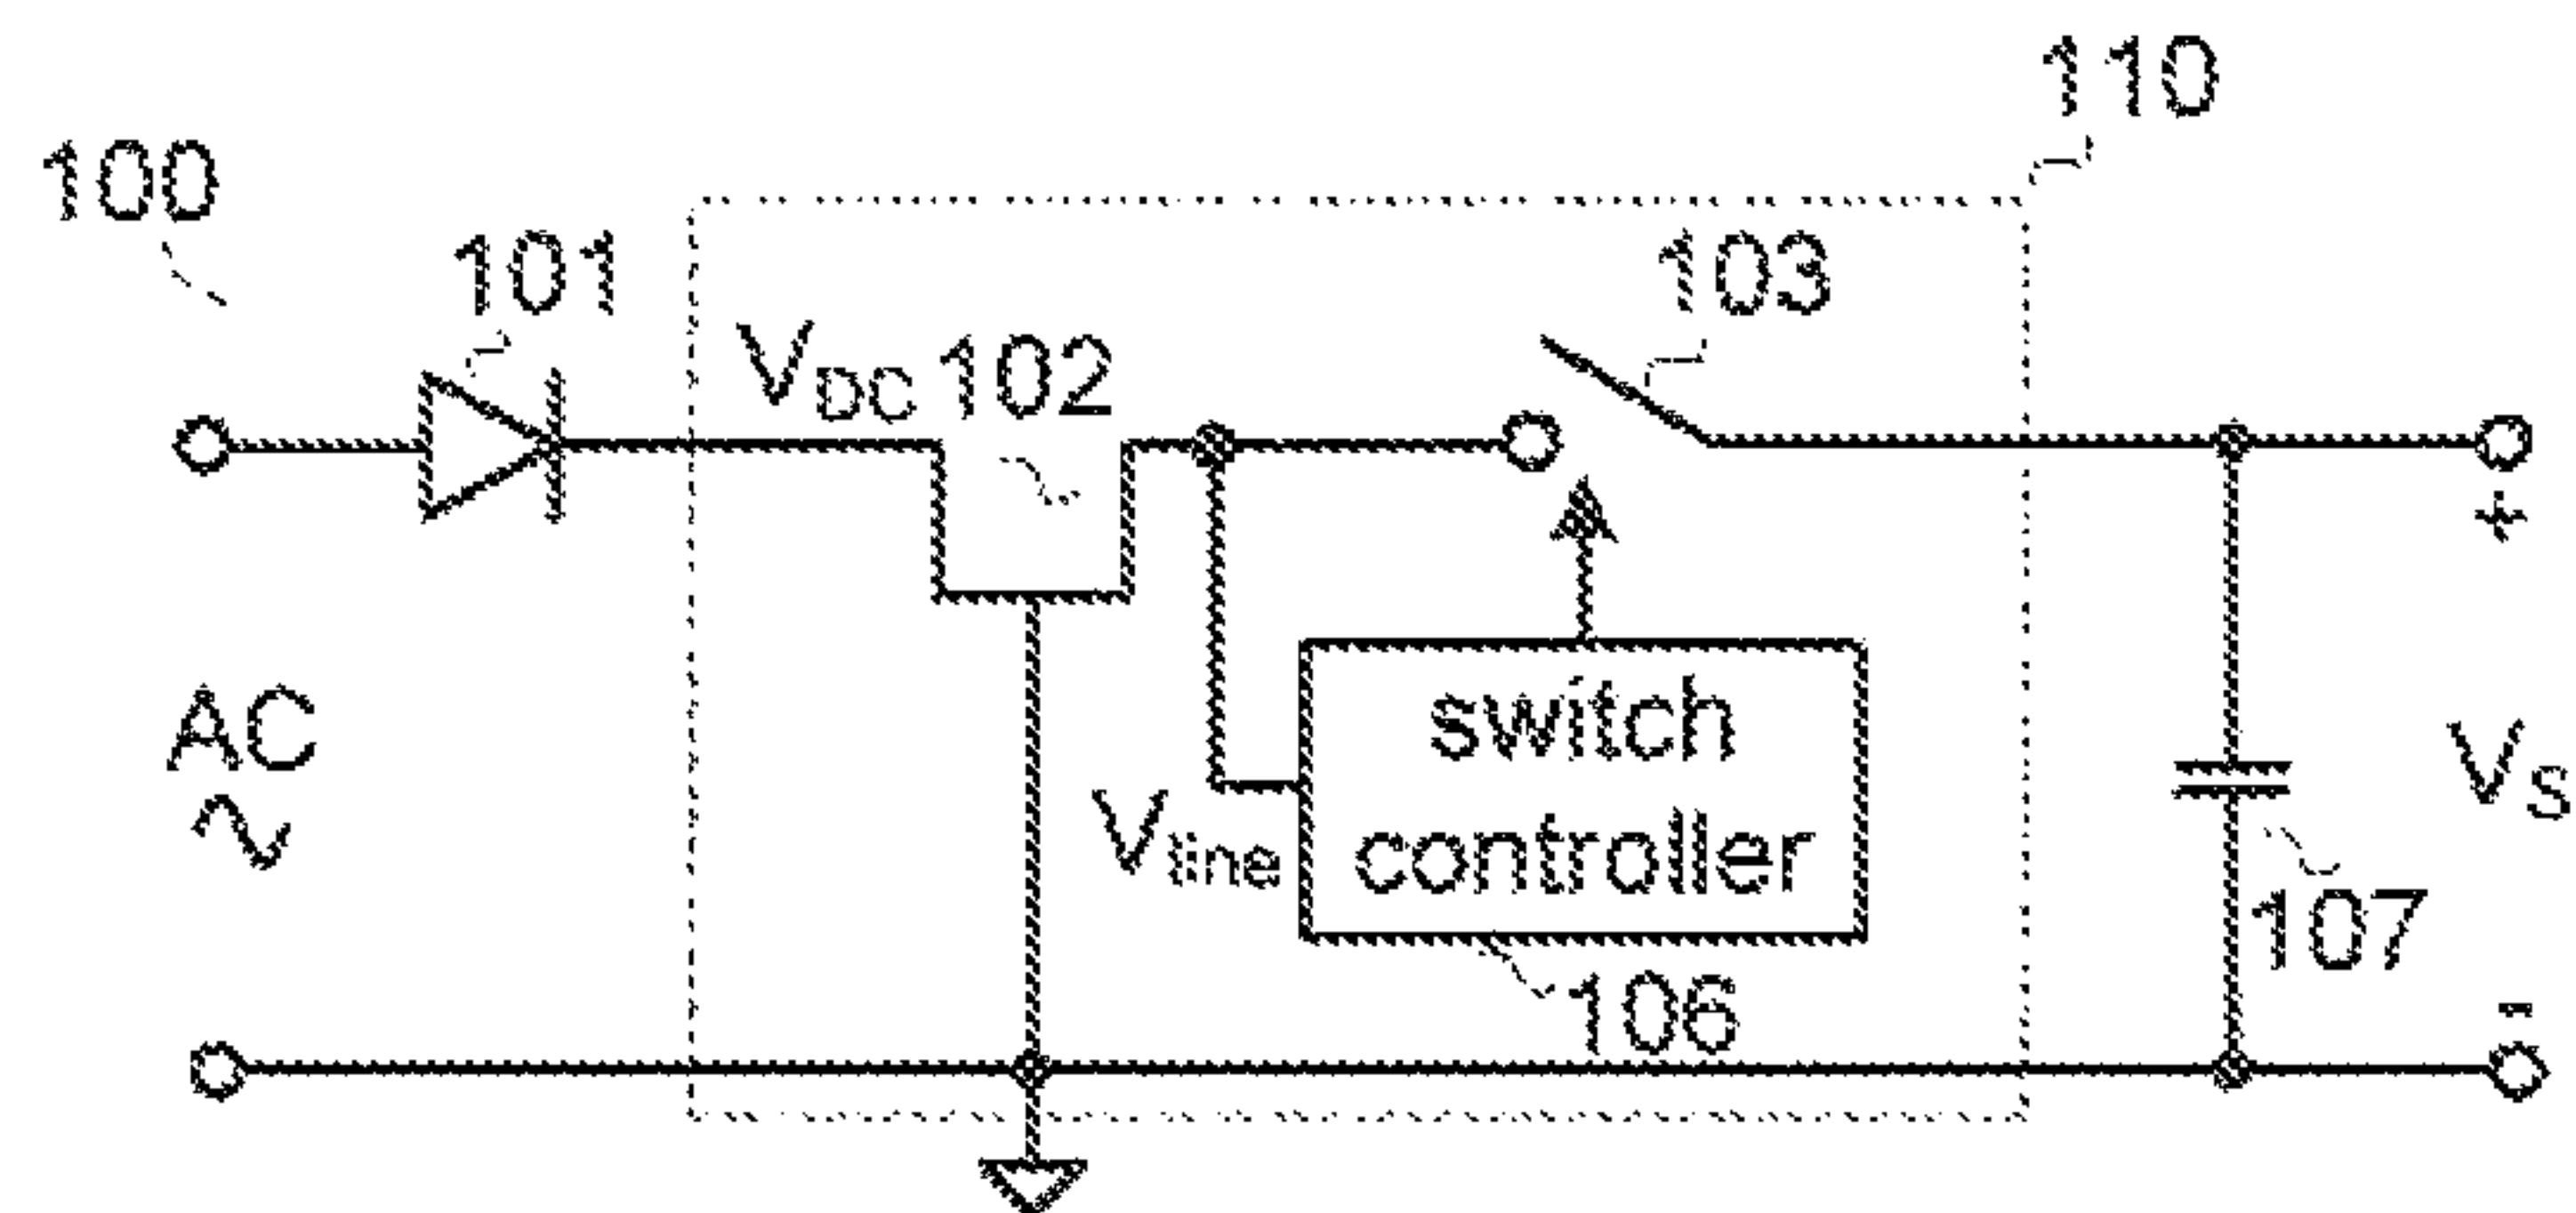 110
100
101
103
VDC 102
+
AC
switch
controller
Vline
VS
107
106
-